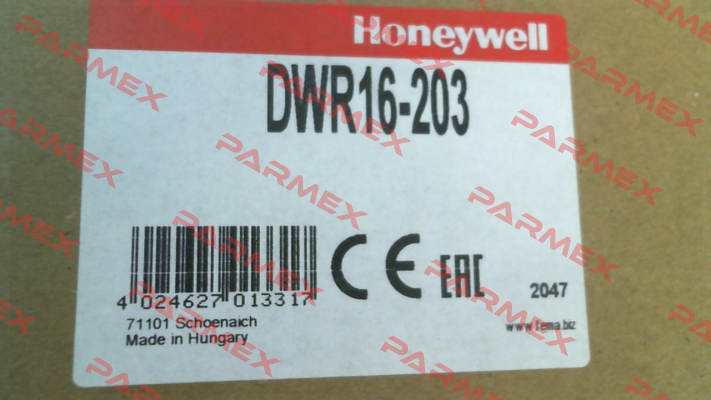 Honeywell
DWR16-203
4 024627 013317
CE EAC
2047
71101 Schoenaich
www.fema.biz
Made in Hungary
PARMEX